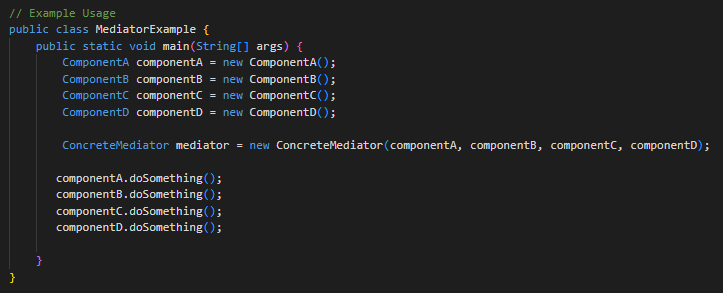 // Example Usage
public class MediatorExample {
public static void main(String[] args) {
ComponentA componentA = new ComponentA();
ComponentB componentB = new ComponentB();
ComponentC componentC = new ComponentC();
ComponentD componentD = new ComponentD();
ConcreteMediator mediator = new ConcreteMediator(componentA, componentB, componentC, componentD);
componentA.doSomething();
componentB.doSomething();
componentC.doSomething();
componentD.doSomething();
}
}